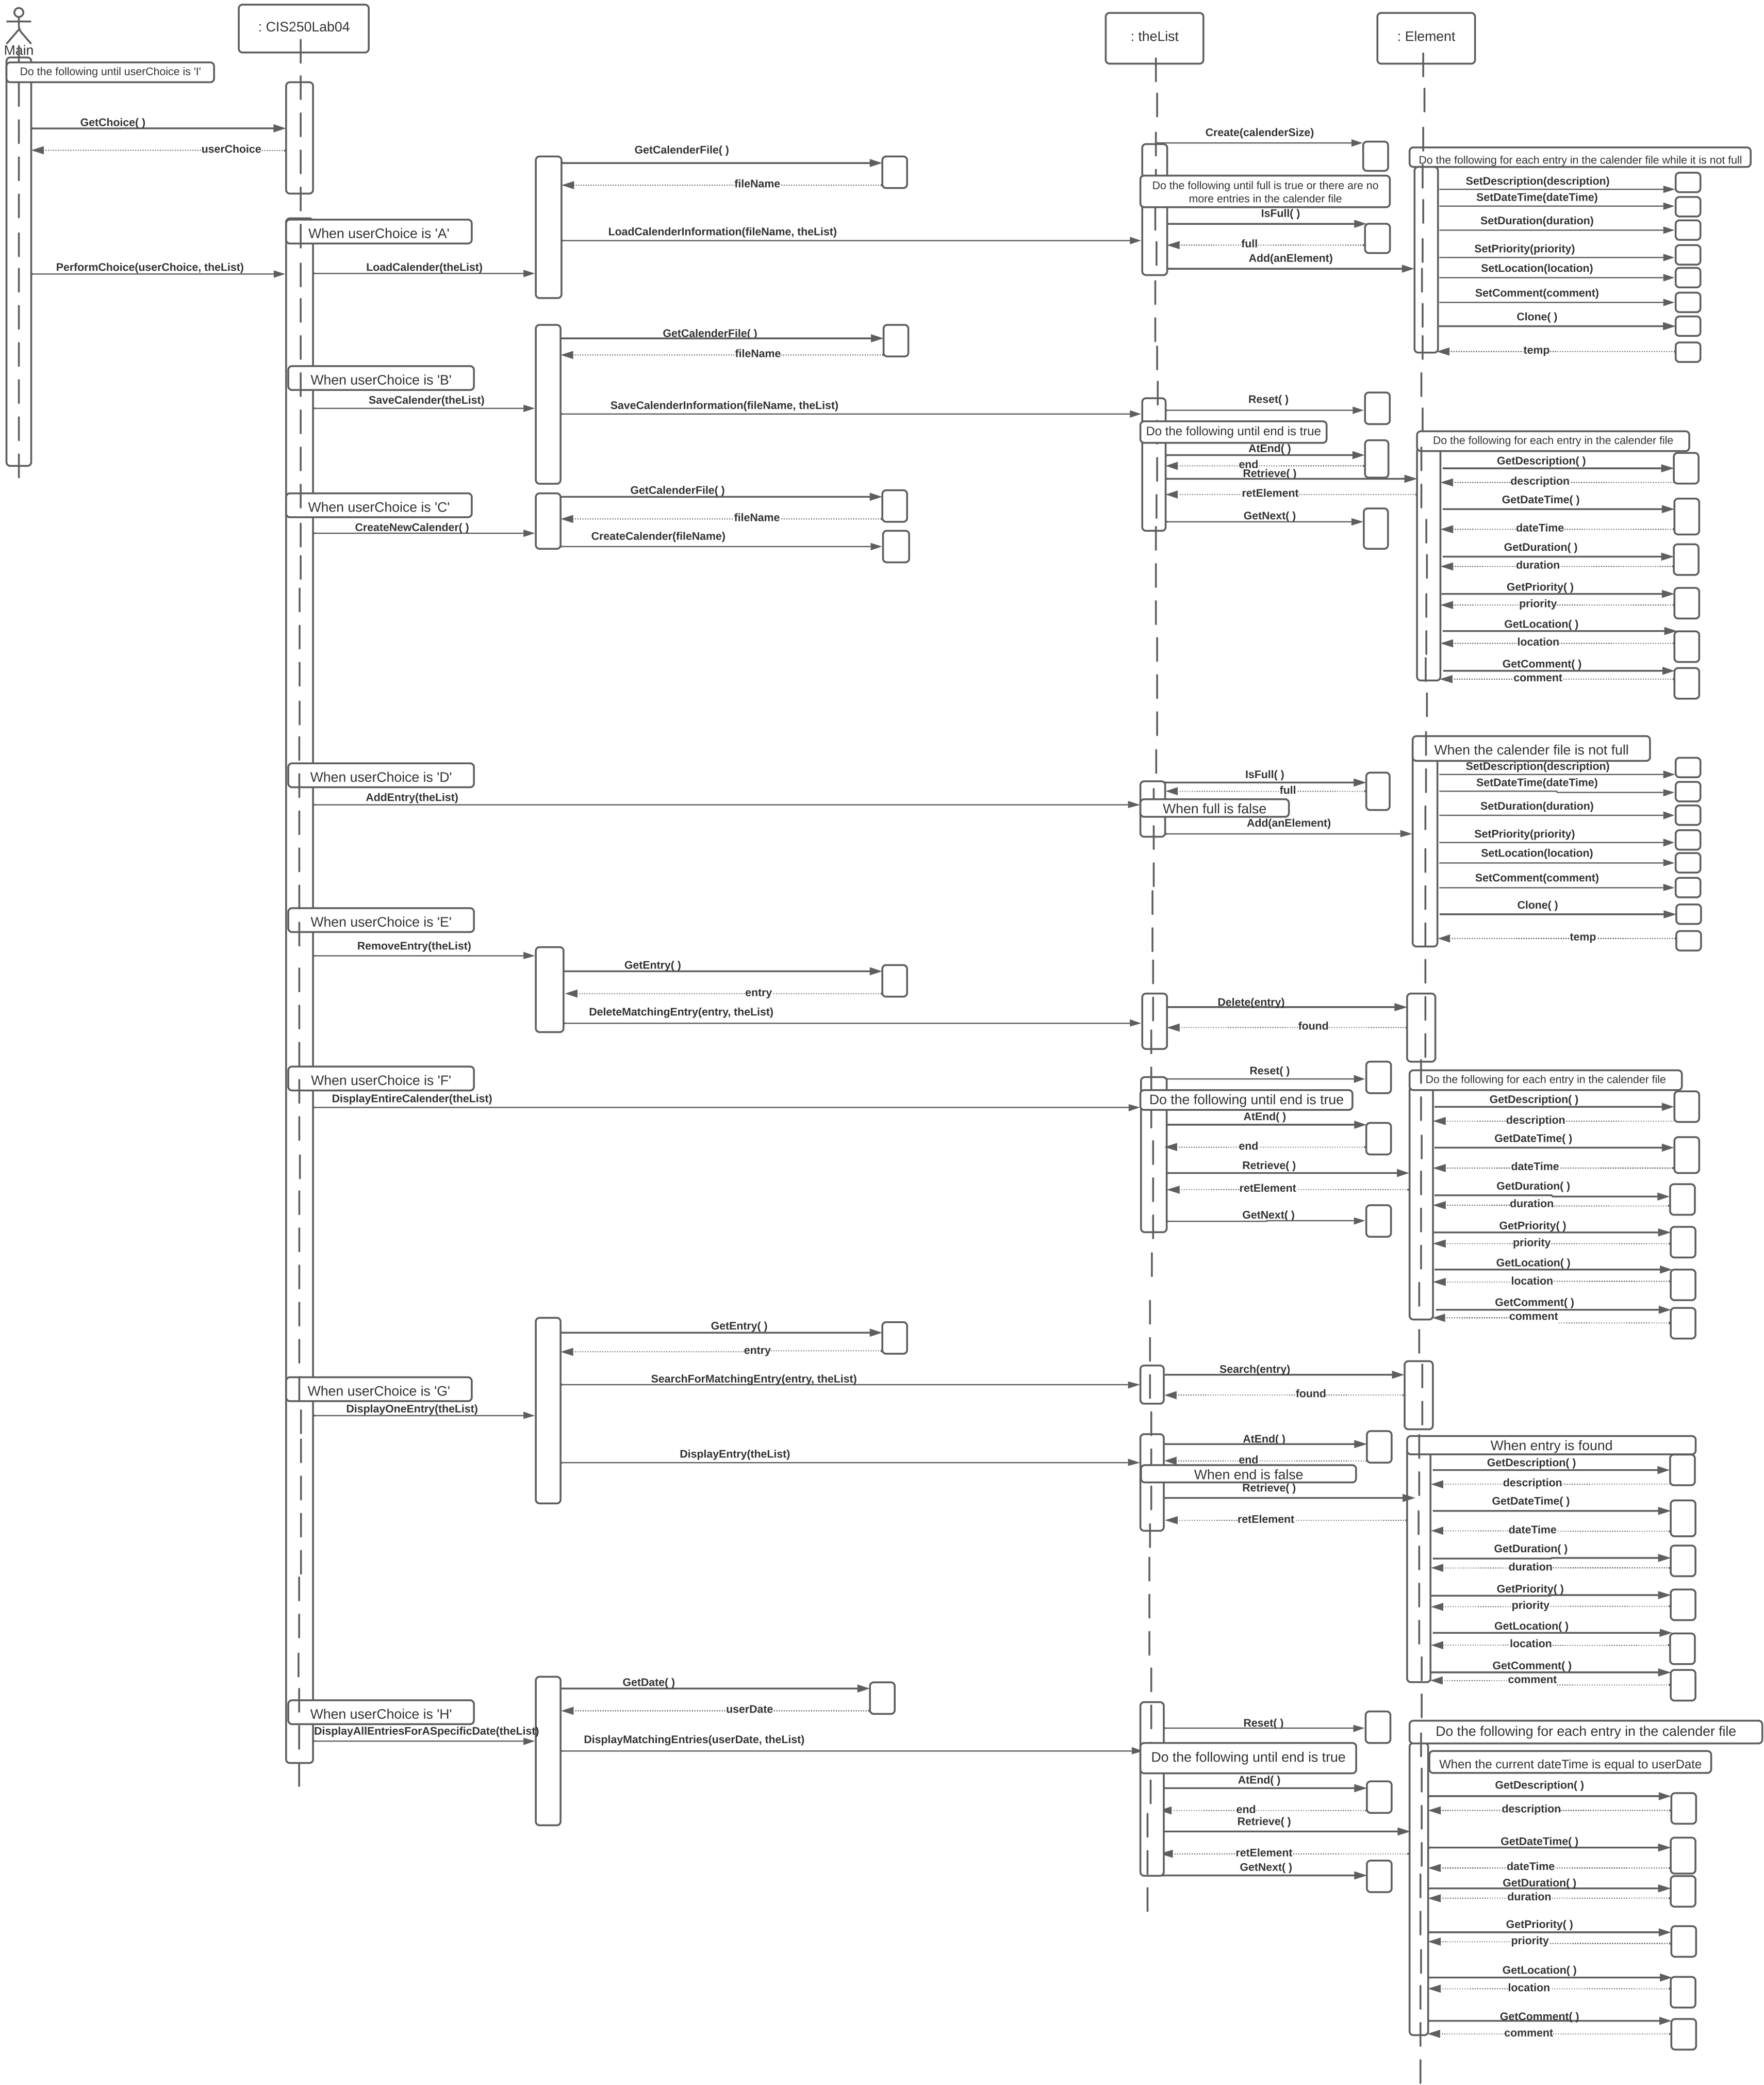 Main
: CIS250Lab04
: theList
: Element
Do the following until userChoice is 'I'
GetChoice( )
userChoice
PerformChoice(userChoice, theList)
When userChoice is 'A'
LoadCalender(theList)
GetCalenderFile( )
fileName
LoadCalenderInformation(fileName, theList)
Create(calenderSize)
Do the following until full is true or there are no
more entries in the calender file
IsFull( )
full
Add(anElement)
Do the following for each entry in the calender file while it is not full
SetDescription(description)
SetDateTime(dateTime)
SetDuration(duration)
SetPriority(priority)
SetLocation(location)
SetComment(comment)
Clone( )
temp
When userChoice is 'B'
SaveCalender(theList)
GetCalenderFile( )
fileName
SaveCalenderInformation(fileName, theList)
Reset( )
Do the following until end is true
AtEnd( )
end
Retrieve( )
retElement
GetNext( )
Do the following for each entry in the calender file
GetDescription( )
description
GetDateTime( )
dateTime
GetDuration( )
duration
GetPriority( )
priority
GetLocation( )
location
GetComment( )
comment
When userChoice is 'C'
CreateNewCalender( )
GetCalenderFile( )
fileName
CreateCalender(fileName)
When userChoice is 'D'
AddEntry(theList)
IsFull( )
full
When full is false
Add(anElement)
When the calender file is not full
SetDescription(description)
SetDateTime(dateTime)
SetDuration(duration)
SetPriority(priority)
SetLocation(location)
SetComment(comment)
Clone( )
temp
When userChoice is 'E'
RemoveEntry(theList)
GetEntry( )
entry
DeleteMatchingEntry(entry, theList)
Delete(entry)
found
When userChoice is 'F'
DisplayEntireCalender(theList)
Reset( )
Do the following until end is true
AtEnd( )
end
Retrieve( )
retElement
GetNext( )
Do the following for each entry in the calender file
GetDescription( )
description
GetDateTime( )
dateTime
GetDuration( )
duration
GetPriority( )
priority
GetLocation( )
location
GetComment( )
comment
When userChoice is 'G'
DisplayOneEntry(theList)
GetEntry( )
entry
SearchForMatchingEntry(entry, theList)
Search(entry)
found
DisplayEntry(theList)
AtEnd( )
end
When end is false
Retrieve( )
retElement
When entry is found
GetDescription( )
description
GetDateTime( )
dateTime
GetDuration( )
duration
GetPriority( )
priority
GetLocation( )
location
GetComment( )
comment
When userChoice is 'H'
DisplayAllEntriesForASpecificDate(theList)
GetDate( )
userDate
DisplayMatchingEntries(userDate, theList)
Reset( )
Do the following until end is true
AtEnd( )
end
Retrieve( )
retElement
GetNext( )
Do the following for each entry in the calender file
When the current dateTime is equal to userDate
GetDescription( )
description
GetDateTime( )
dateTime
GetDuration( )
duration
GetPriority( )
priority
GetLocation( )
location
GetComment( )
comment